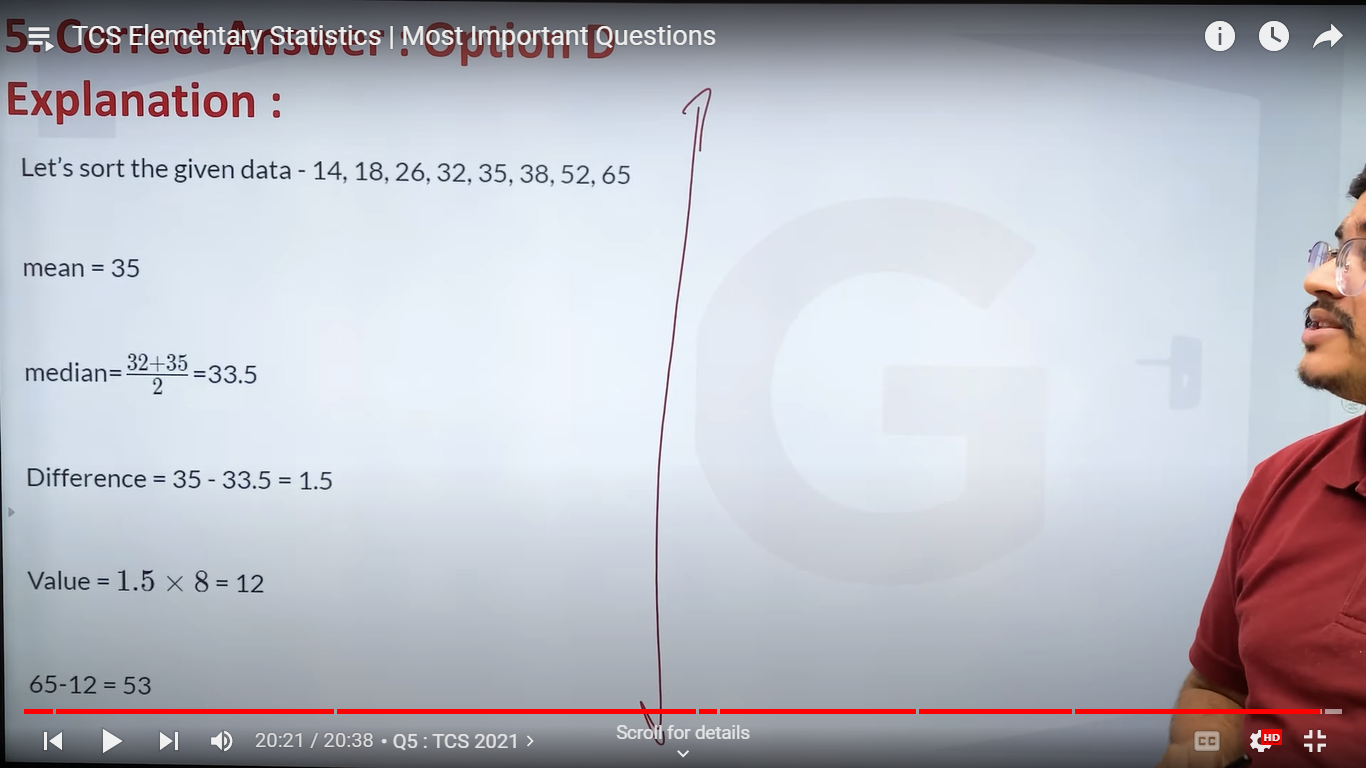 5. Correct Answer : Option D
TCS Elementary Statistics | Most Important Questions
Explanation :
Let's sort the given data - 14, 18, 26, 32, 35, 38, 52, 65
mean = 35
median= 32+35/2 =33.5
Difference = 35 - 33.5 = 1.5
Value = 1.5 × 8 = 12
65-12 = 53
Scroll for details
20:21 / 20:38 • Q5 : TCS 2021 >
CC
HD
G